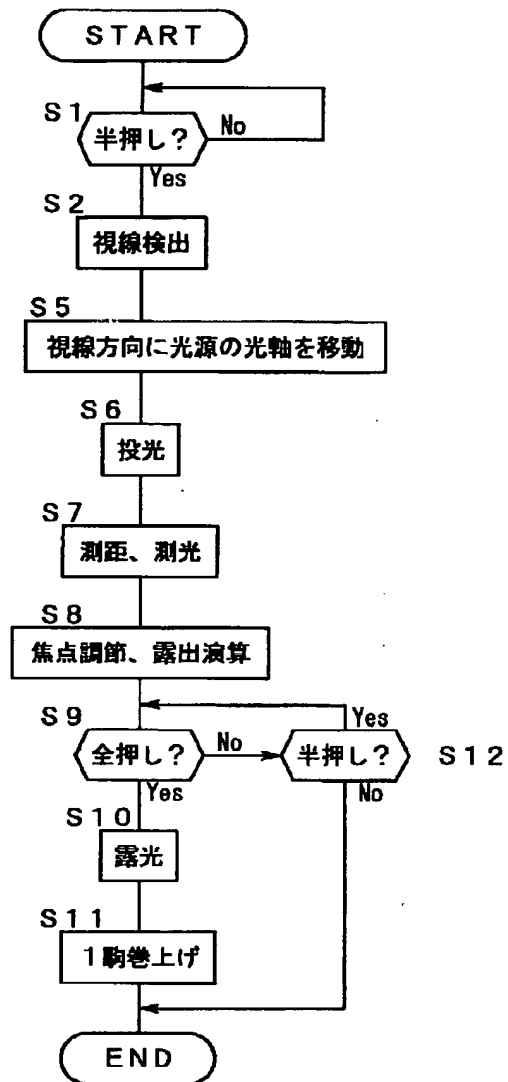 START
S1
半押し?
No
Yes
S2
視線検出
S5
視線方向に光源の光軸を移動
S6
投光
S7
測距、測光
S8
焦点調節、露出演算
S9
全押し?
No
Yes
半押し?
S12
Yes
No
S10
露光
S11
1駒巻上げ
END